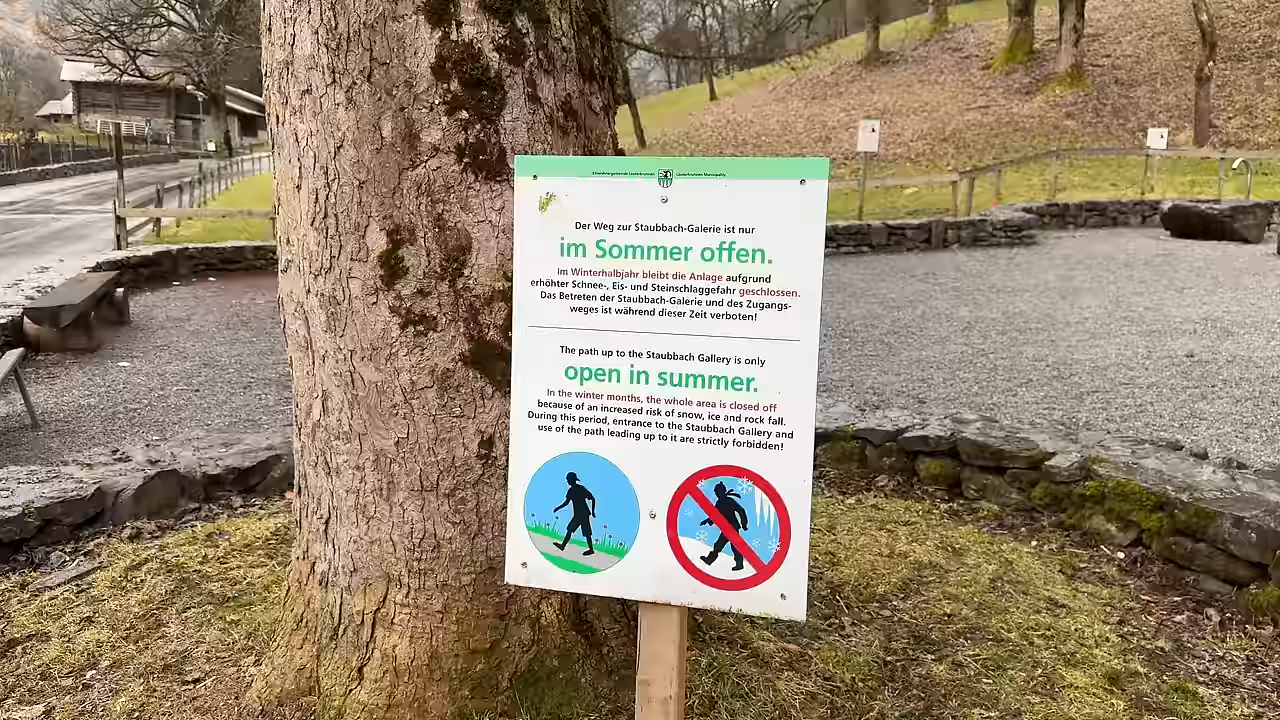 Einwohnergemeinde Lauterbrunnen Lauterbrunnen Municipality
Der Weg zur Staubbach-Galerie ist nur
im Sommer offen.
Im Winterhalbjahr bleibt die Anlage aufgrund
erhöhter Schnee-, Eis- und Steinschlaggefahr geschlossen.
Das Betreten der Staubbach-Galerie und des Zugangs-
weges ist während dieser Zeit verboten!
The path up to the Staubbach Gallery is only
open in summer.
In the winter months, the whole area is closed off
because of an increased risk of snow, ice and rock fall.
During this period, entrance to the Staubbach Gallery and
use of the path leading up to it are strictly forbidden!